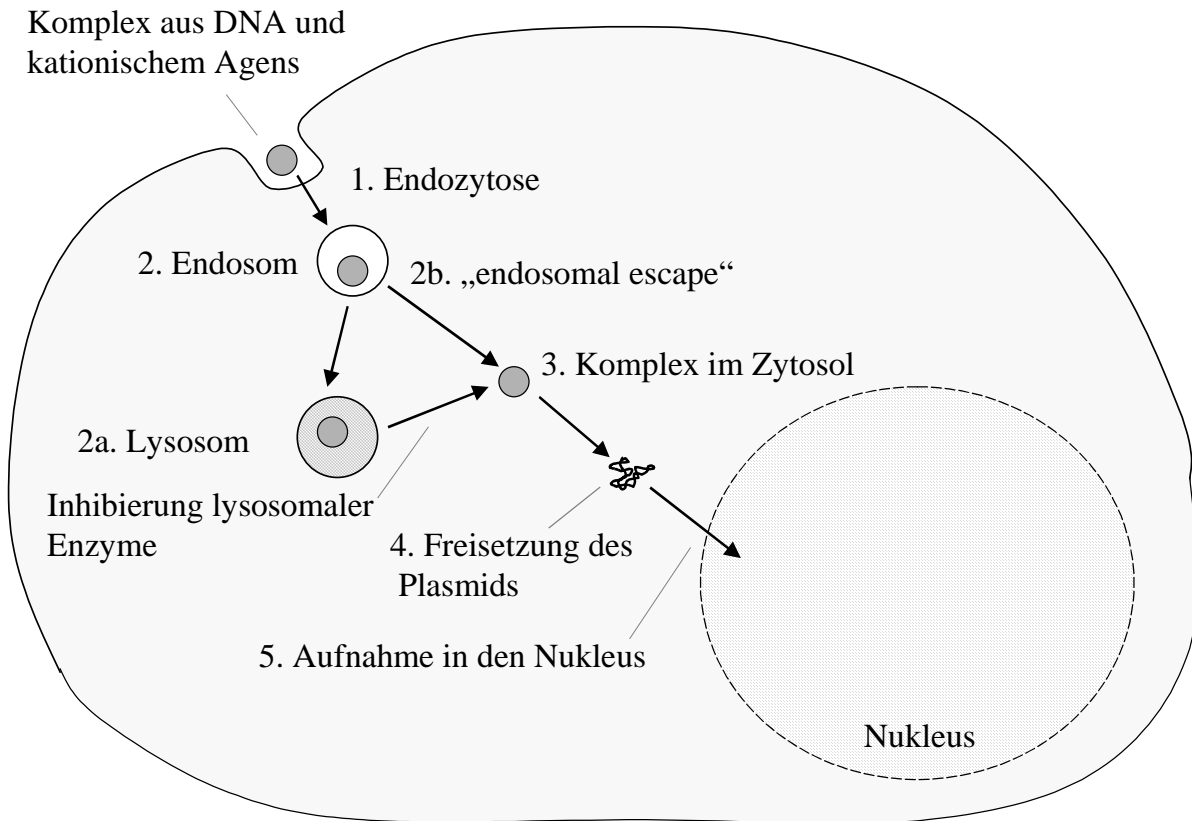 Komplex aus DNA und
kationischem Agens
1. Endozytose
2. Endosom
2b. „endosomal escape“
3. Komplex im Zytosol
2a. Lysosom
Inhibierung lysosomaler
Enzyme
4. Freisetzung des
Plasmids
5. Aufnahme in den Nukleus
Nukleus